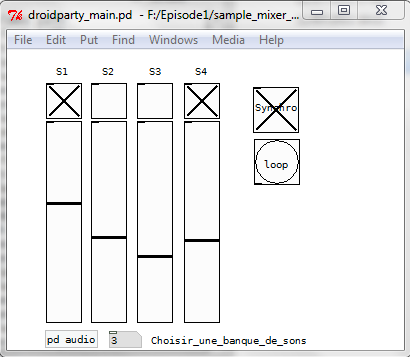 droidparty_main.pd - F:/Episode1/sample_mixer_...
File Edit Put Find Windows Media Help
S1 S2 S3 S4
Synchro
loop
pd audio 3 Choisir_une_banque_de_sons